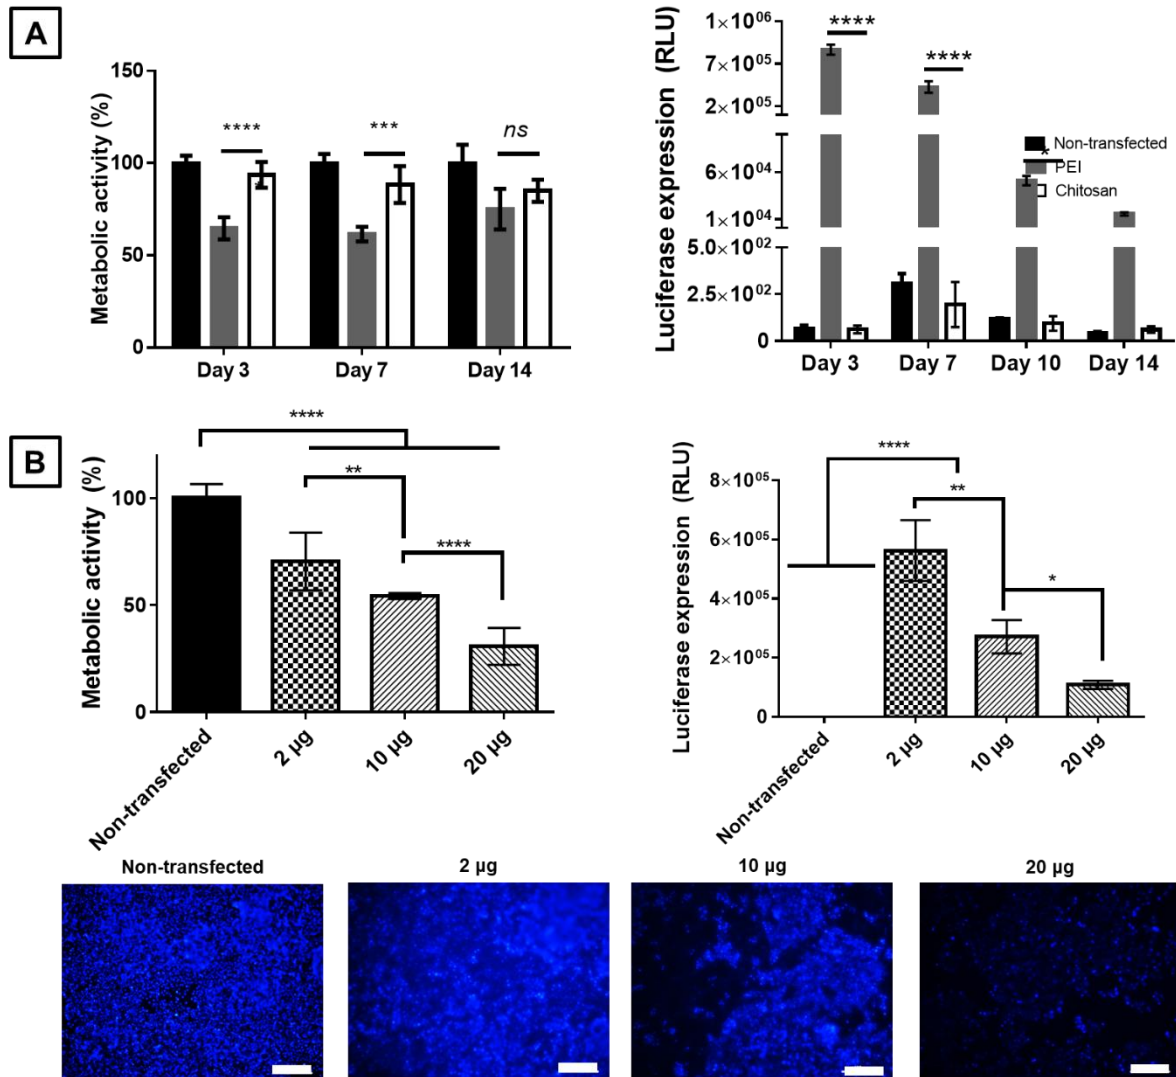 A
Metabolic activity (%)
150
100
50
0
****
***
ns
Day 3
Day 7
Day 14
Luciferase expression (RLU)
1×10⁰⁶
7×10⁰⁵
2×10⁰⁵
6×10⁰⁴
1×10⁰⁴
5.0×10⁰²
2.5×10⁰²
0
****
****
*
Non-transfected
PEI
Chitosan
Day 3
Day 7
Day 10
Day 14
B
Metabolic activity (%)
100
50
0
****
**
****
Non-transfected
2 µg
10 µg
20 µg
Luciferase expression (RLU)
8×10⁰⁵
6×10⁰⁵
4×10⁰⁵
2×10⁰⁵
0
****
**
*
Non-transfected
2 µg
10 µg
20 µg
Non-transfected
2 µg
10 µg
20 µg